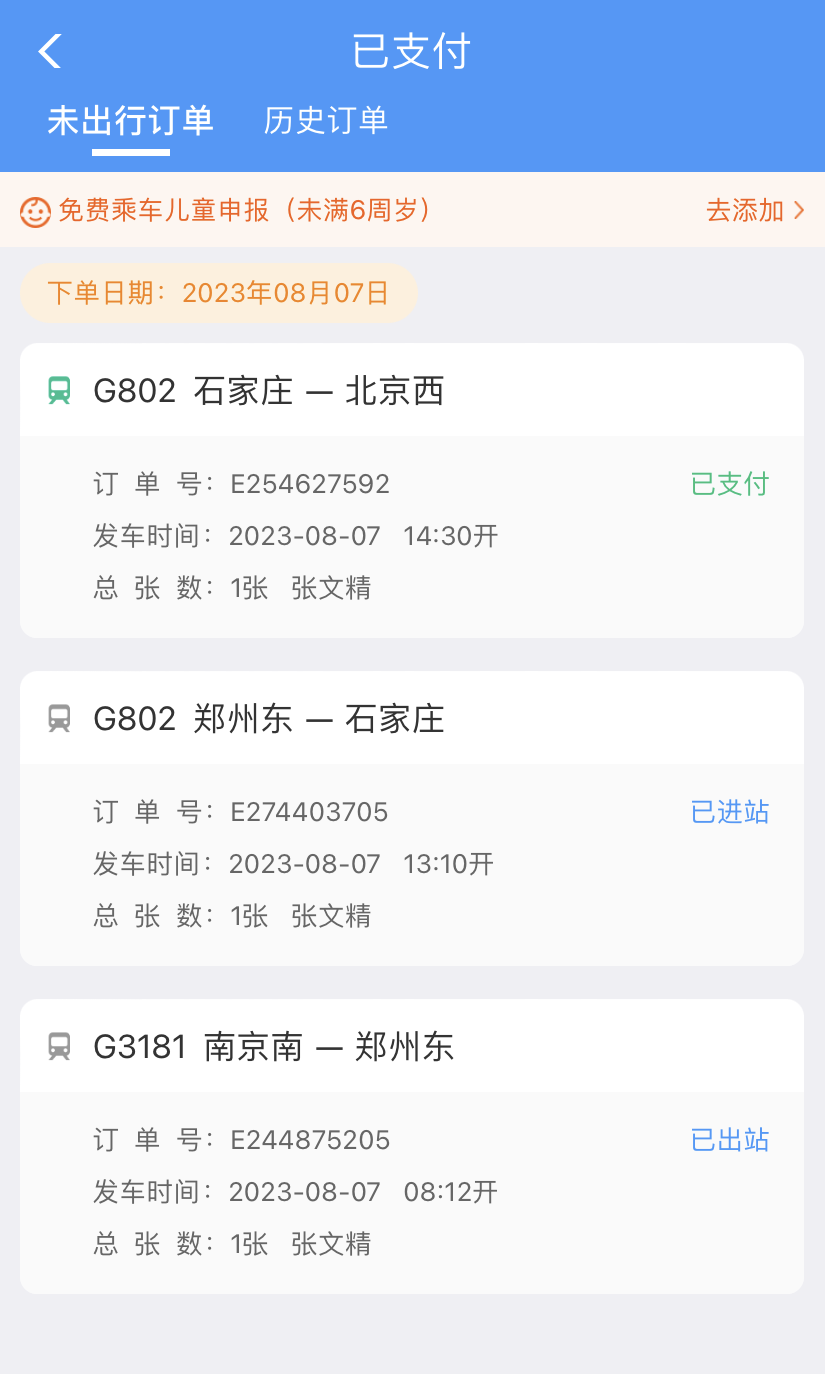 已支付
未出行订单 历史订单
免费乘车儿童申报（未满6周岁） 去添加
下单日期：2023年08月07日
G802 石家庄 — 北京西
订 单 号：E254627592 已支付
发车时间：2023-08-07 14:30开
总 张 数：1张 张文精
G802 郑州东 — 石家庄
订 单 号：E274403705 已进站
发车时间：2023-08-07 13:10开
总 张 数：1张 张文精
G3181 南京南 — 郑州东
订 单 号：E244875205 已出站
发车时间：2023-08-07 08:12开
总 张 数：1张 张文精